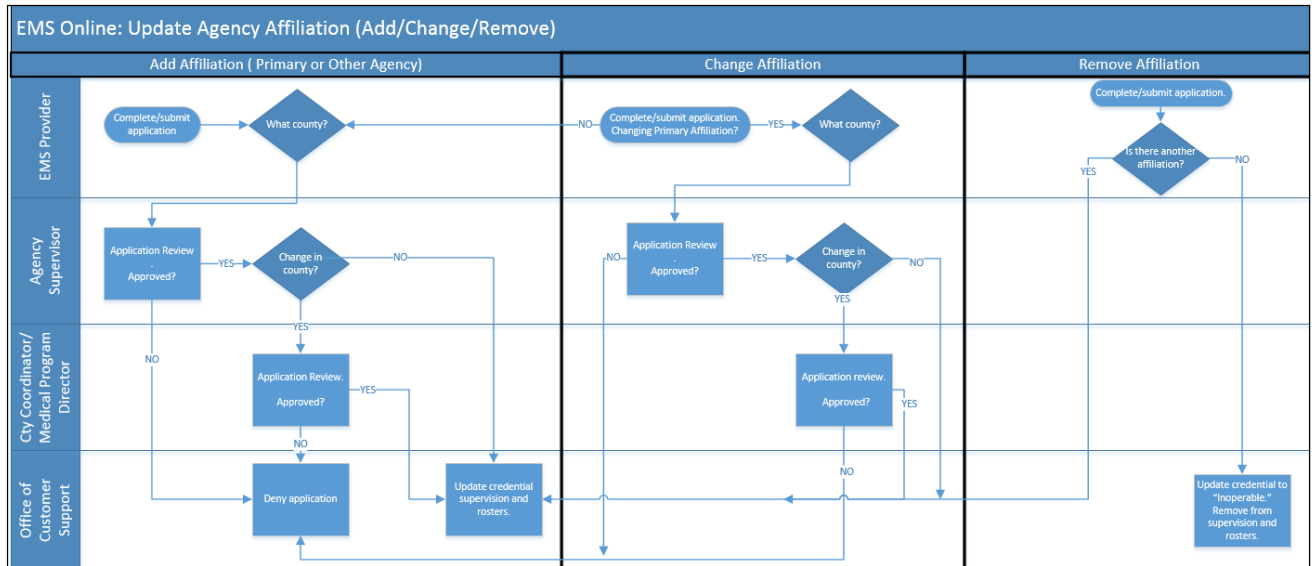 EMS Online: Update Agency Affiliation (Add/Change/Remove)
Add Affiliation ( Primary or Other Agency)
Change Affiliation
Remove Affiliation
EMS Provider
Complete/submit
application
What county?
NO
Complete/submit application.
Changing Primary Affiliation?
YES
What county?
Complete/submit application.
Is there another
affiliation?
YES
NO
Agency
Supervisor
Application Review
.
Approved?
YES
Change in
county?
NO
NO
Application Review
.
Approved?
YES
Change in
county?
NO
YES
YES
Cty Coordinator/
Medical Program
Director
NO
Application Review.
Approved?
YES
NO
Application review.
Approved?
YES
NO
Office of
Customer
Support
Deny application
Update credential
supervision and
rosters.
Update credential to
“Inoperable.”
Remove from
supervision and
rosters.